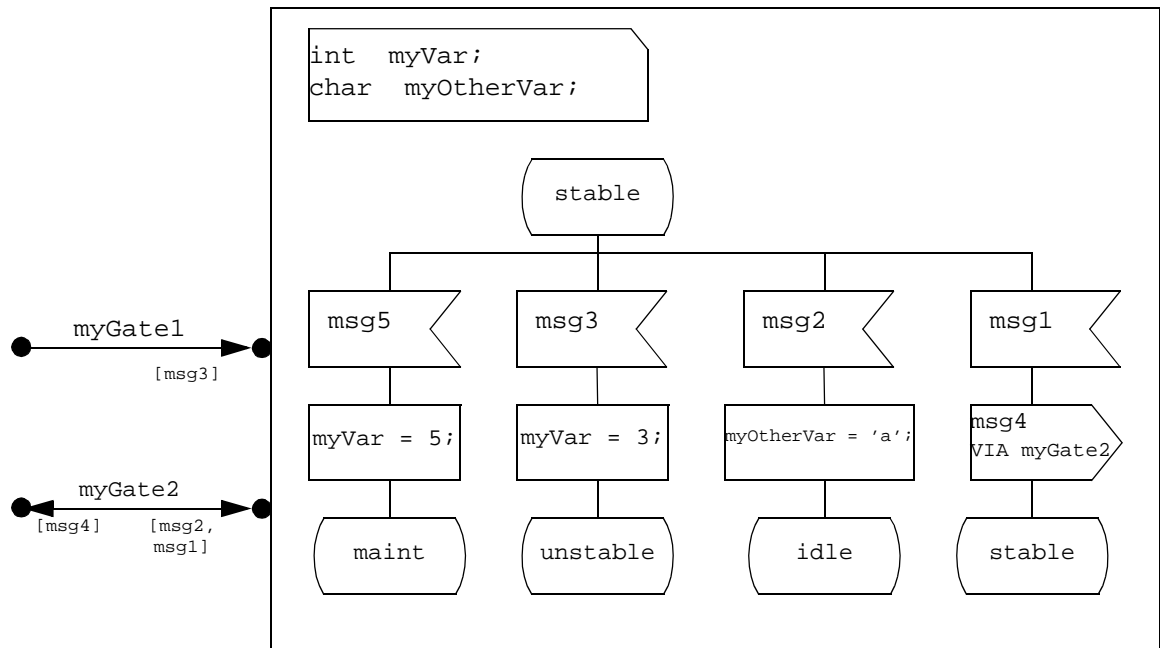 int  myVar;
char  myOtherVar;
stable
msg5
msg3
msg2
msg1
myGate1
[msg3]
myVar = 5;
myVar = 3;
myOtherVar = ’a’;
msg4
VIA myGate2
myGate2
[msg4]
[msg2,
msg1]
maint
unstable
idle
stable